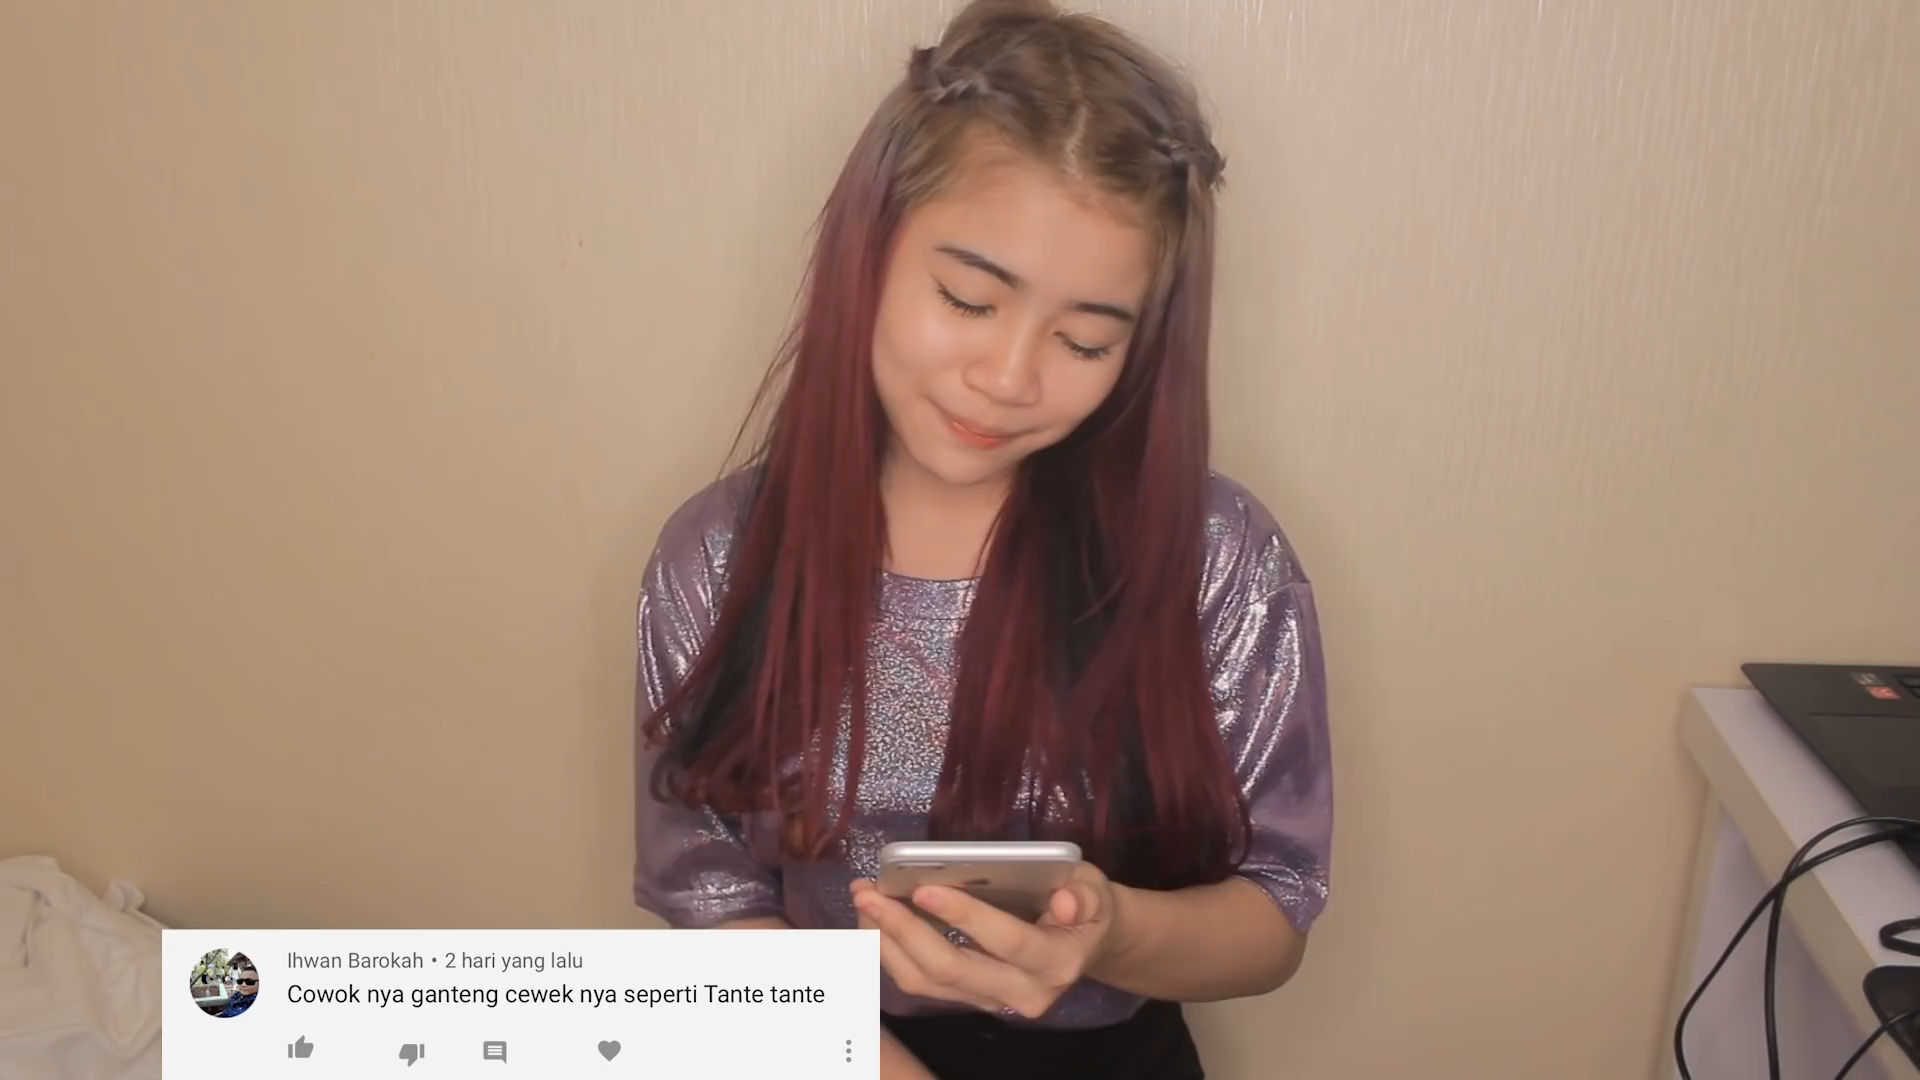 Ihwan Barokah • 2 hari yang lalu
Cowok nya ganteng cewek nya seperti Tante tante